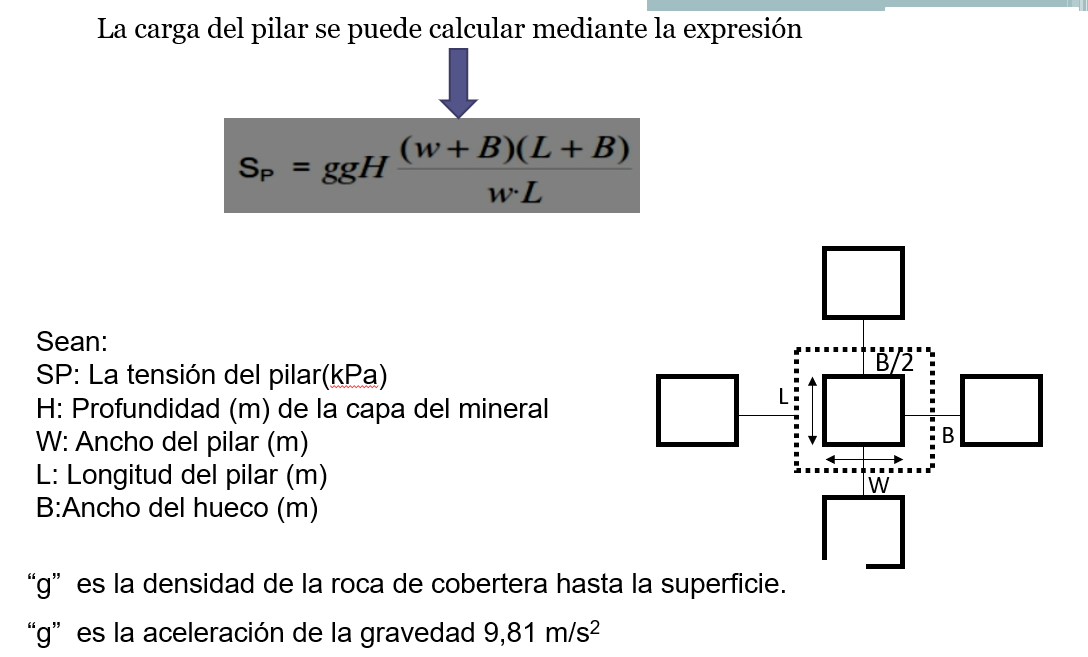 La carga del pilar se puede calcular mediante la expresión
SP = ggH (w + B)(L + B)
w·L
Sean:
SP: La tensión del pilar(kPa)
H: Profundidad (m) de la capa del mineral
W: Ancho del pilar (m)
L: Longitud del pilar (m)
B:Ancho del hueco (m)
B/2
L
B
W
“g” es la densidad de la roca de cobertera hasta la superficie.
“g” es la aceleración de la gravedad 9,81 m/s²